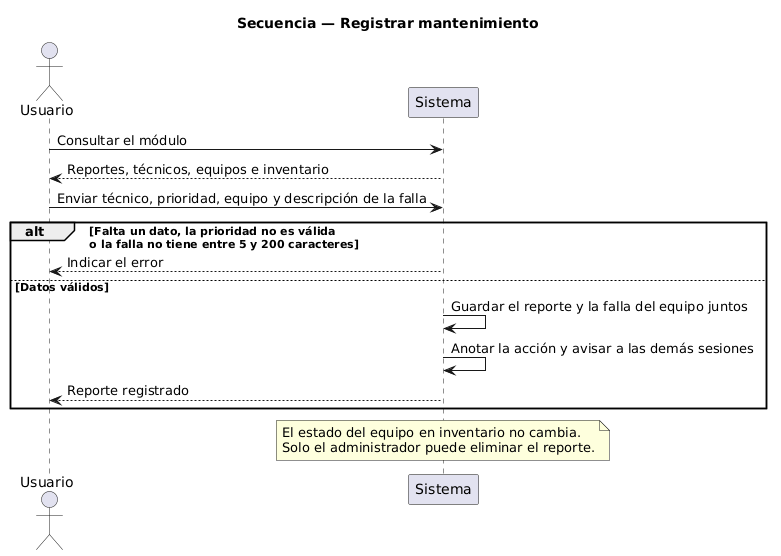 Secuencia — Registrar mantenimiento
Usuario
Sistema
Consultar el módulo
Reportes, técnicos, equipos e inventario
Enviar técnico, prioridad, equipo y descripción de la falla
alt
[Falta un dato, la prioridad no es válida
o la falla no tiene entre 5 y 200 caracteres]
Indicar el error
[Datos válidos]
Guardar el reporte y la falla del equipo juntos
Anotar la acción y avisar a las demás sesiones
Reporte registrado
El estado del equipo en inventario no cambia.
Solo el administrador puede eliminar el reporte.
Usuario
Sistema